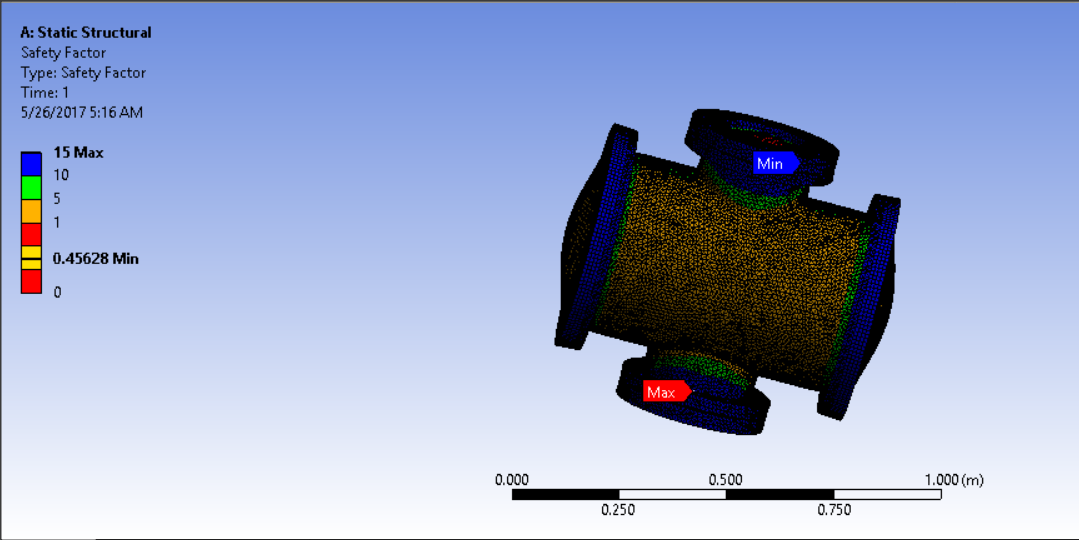 A: Static Structural
Safety Factor
Type: Safety Factor
Time: 1
5/26/2017 5:16 AM
15 Max
10
5
1
0.45628 Min
0
Min
Max
0.000 0.500 1.000 (m)
0.250 0.750